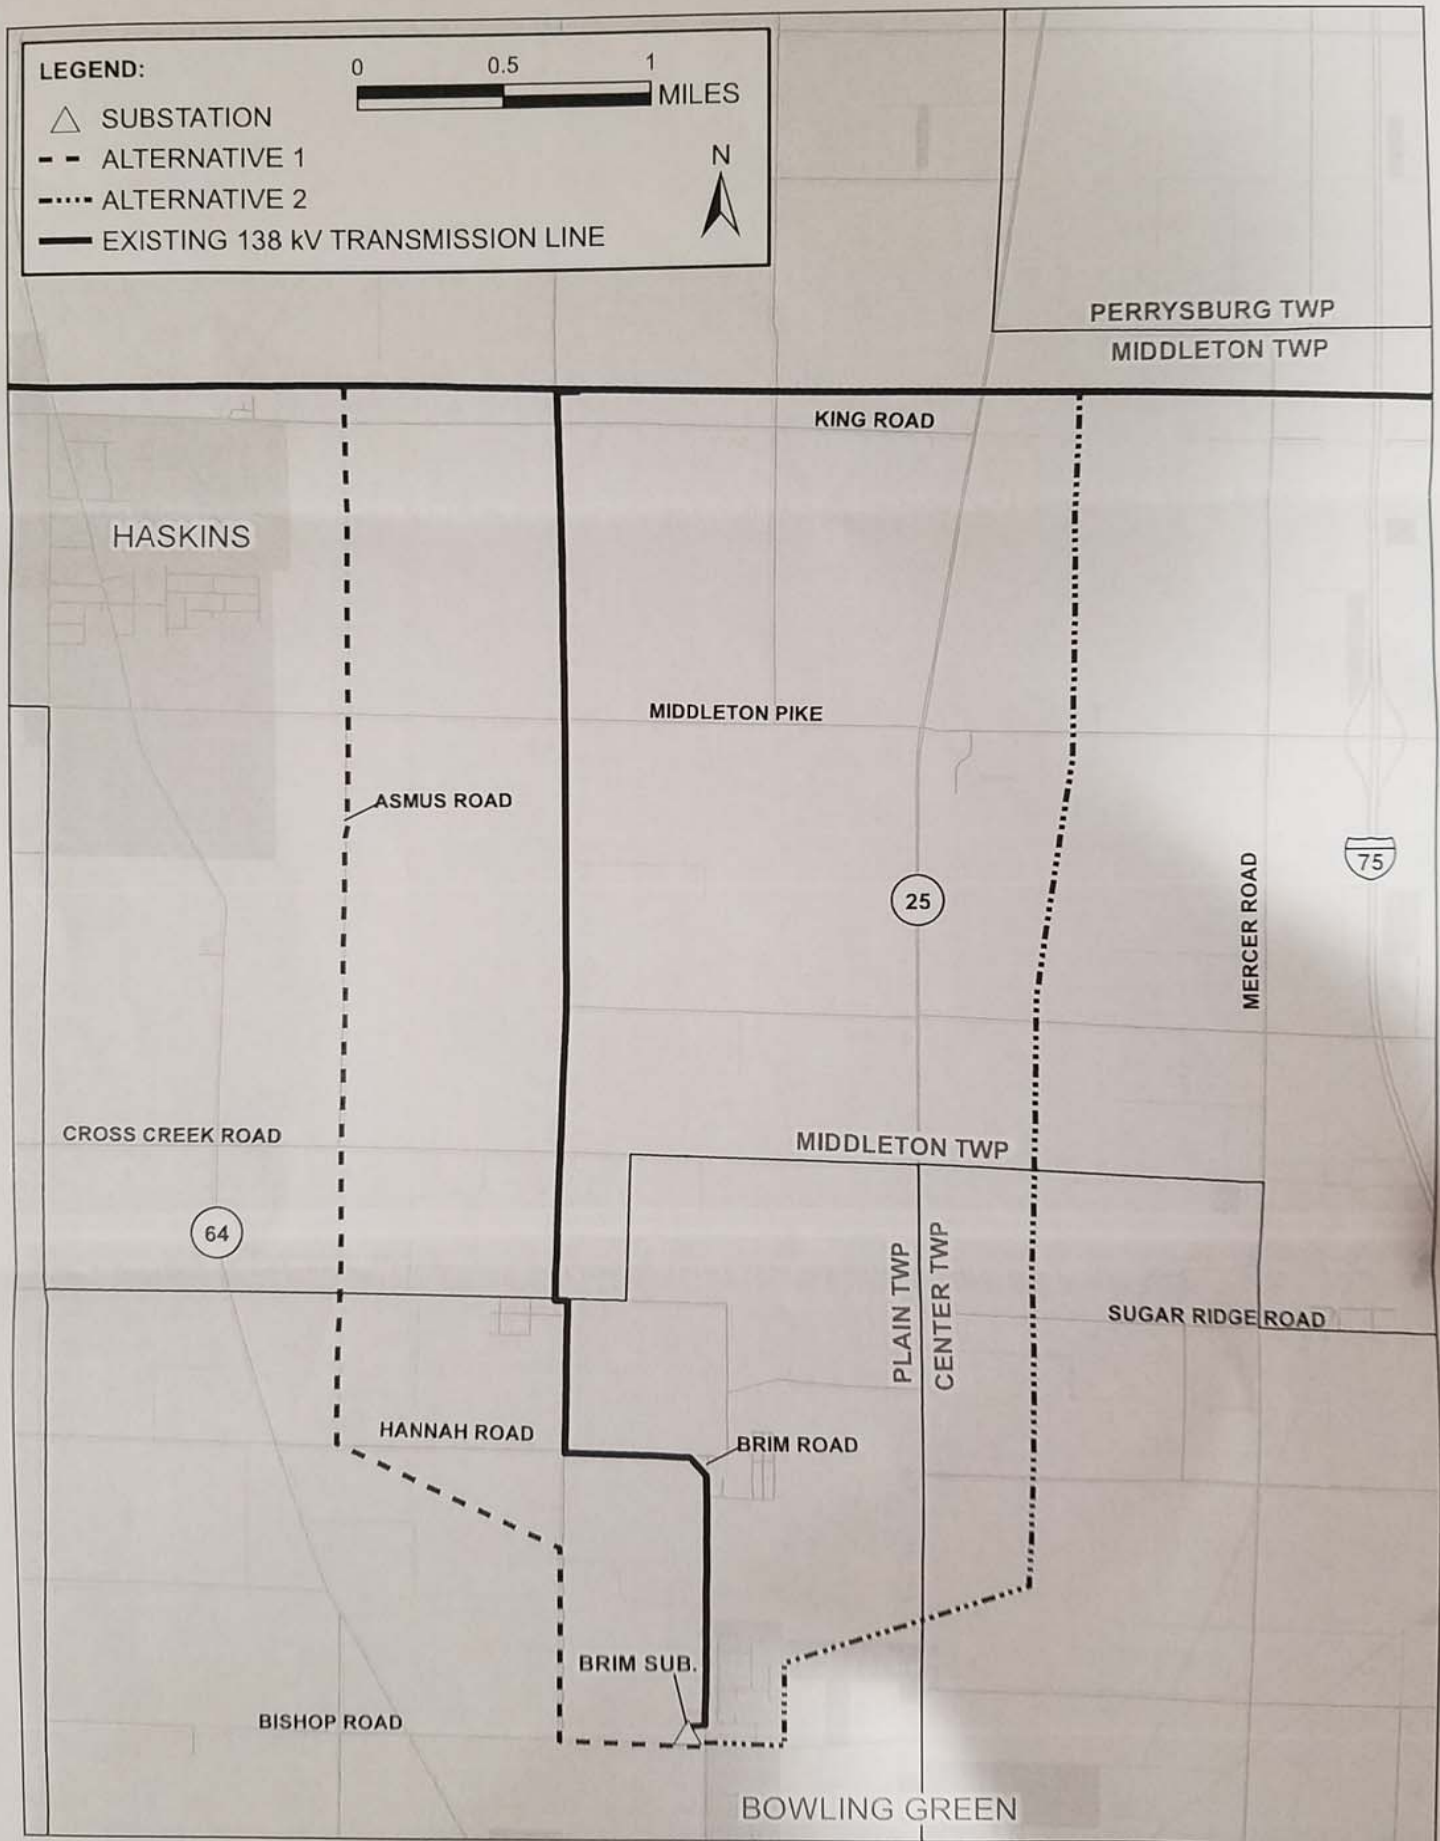 LEGEND:
0 0.5 1
MILES
SUBSTATION
ALTERNATIVE 1
ALTERNATIVE 2
EXISTING 138 kV TRANSMISSION LINE
N
PERRYSBURG TWP
MIDDLETON TWP
KING ROAD
HASKINS
MIDDLETON PIKE
ASMUS ROAD
75
25
MERCER ROAD
CROSS CREEK ROAD
MIDDLETON TWP
64
PLAIN TWP
CENTER TWP
SUGAR RIDGE ROAD
HANNAH ROAD
BRIM ROAD
BRIM SUB.
BISHOP ROAD
BOWLING GREEN